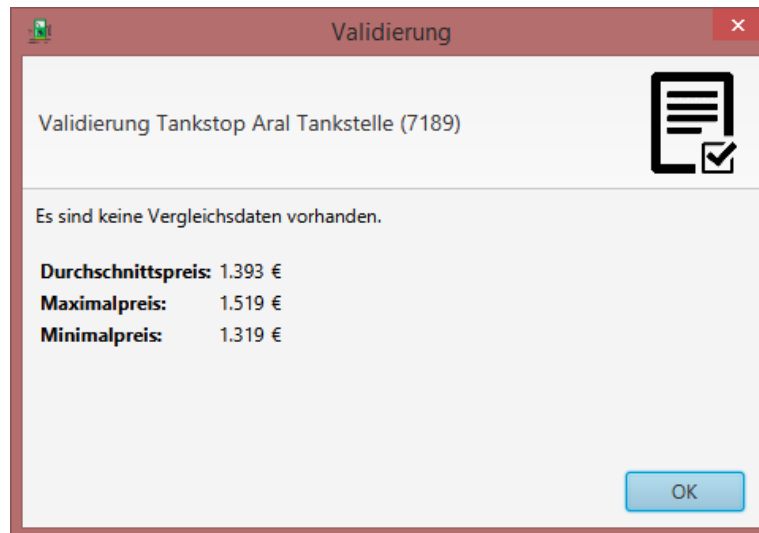 Validierung
Validierung Tankstop Aral Tankstelle (7189)
Es sind keine Vergleichsdaten vorhanden.
Durchschnittspreis: 1.393 €
Maximalpreis: 1.519 €
Minimalpreis: 1.319 €
OK